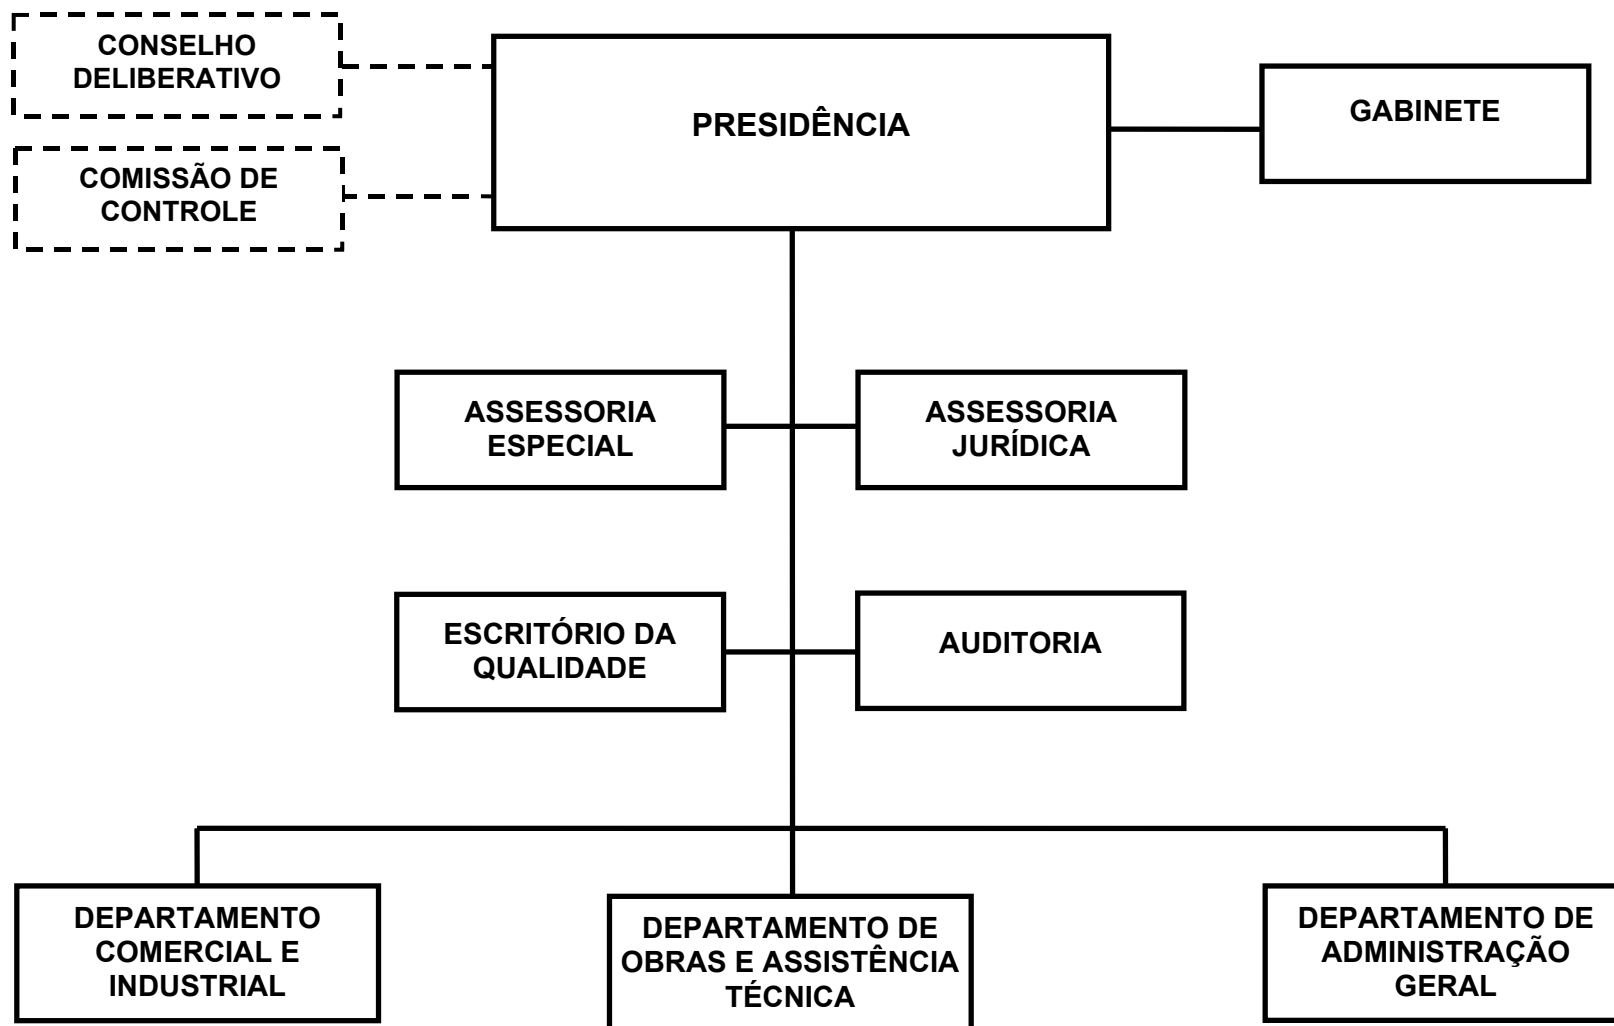 CONSELHO
DELIBERATIVO
PRESIDÊNCIA
GABINETE
COMISSÃO DE
CONTROLE
ASSESSORIA
ESPECIAL
ASSESSORIA
JURÍDICA
ESCRITÓRIO DA
QUALIDADE
AUDITORIA
DEPARTAMENTO
COMERCIAL E
INDUSTRIAL
DEPARTAMENTO DE
OBRAS E ASSISTÊNCIA
TÉCNICA
DEPARTAMENTO DE
ADMINISTRAÇÃO
GERAL